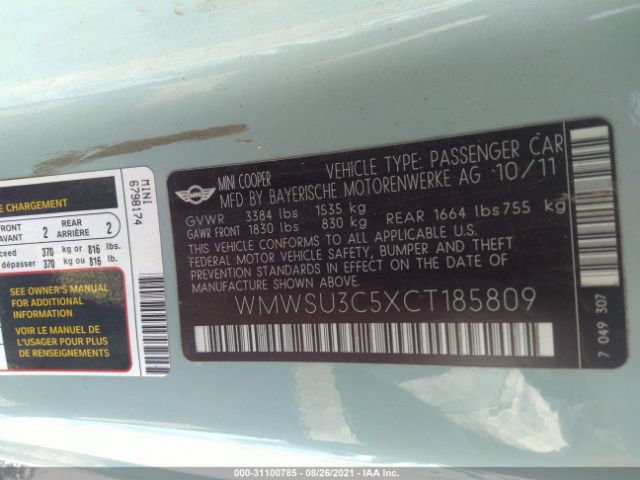 E CHARGEMENT
FRONT
AVANT
2
REAR
ARRIÈRE
2
xceed 370 kg or 816 lbs.
dépasser 370 kg ou 816 lb.
SEE OWNER'S MANUAL
FOR ADDITIONAL
INFORMATION
VOIR LE MANUEL DE
L'USAGER POUR PLUS
DE RENSEIGNEMENTS
MINI
6798174
MINI COOPER
VEHICLE TYPE: PASSENGER CAR
MFD. BY BAYERISCHE MOTORENWERKE AG 10/11
GVWR 3384 lbs 1535 kg
GAWR FRONT 1830 lbs 830 kg REAR 1664 lbs 755 kg
THIS VEHICLE CONFORMS TO ALL APPLICABLE U.S.
FEDERAL MOTOR VEHICLE SAFETY, BUMPER, AND THEFT
PREVENTION STANDARDS IN EFFECT ON THE DATE OF
MANUFACTURE SHOWN ABOVE.
WMWSU3C5XCT185809
7 049 307
000-31100785 - 08/26/2021 - IAA Inc.